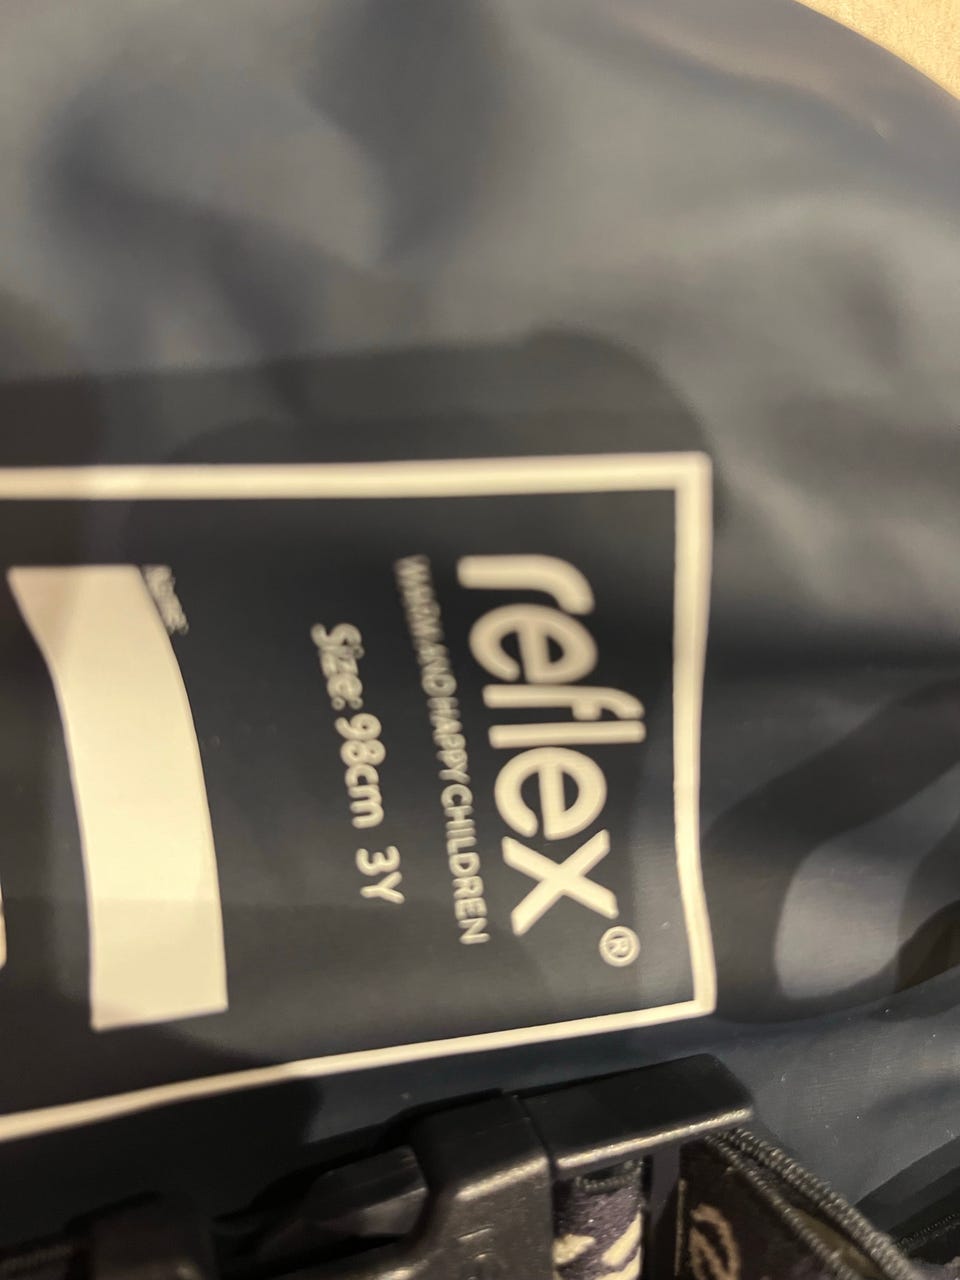 reflex®
WARM AND HAPPY CHILDREN
Size: 98cm 3Y